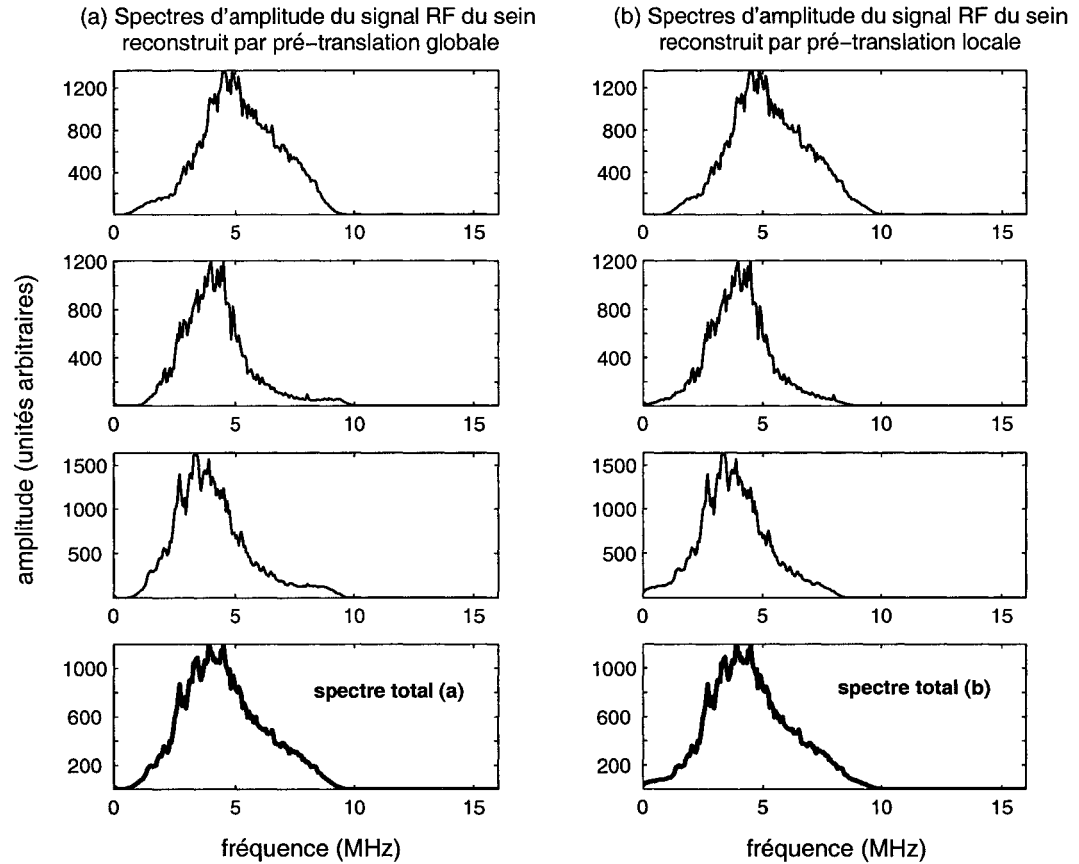 (a) Spectres d'amplitude du signal RF du sein
reconstruit par pré-translation globale
(b) Spectres d'amplitude du signal RF du sein
reconstruit par pré-translation locale
amplitude (unités arbitraires)
1200
800
400
0 5 10 15
1200
800
400
0 5 10 15
1200
800
400
0 5 10 15
1200
800
400
0 5 10 15
1500
1000
500
0 5 10 15
1500
1000
500
0 5 10 15
1000
600
200
spectre total (a)
0 5 10 15
fréquence (MHz)
1000
600
200
spectre total (b)
0 5 10 15
fréquence (MHz)